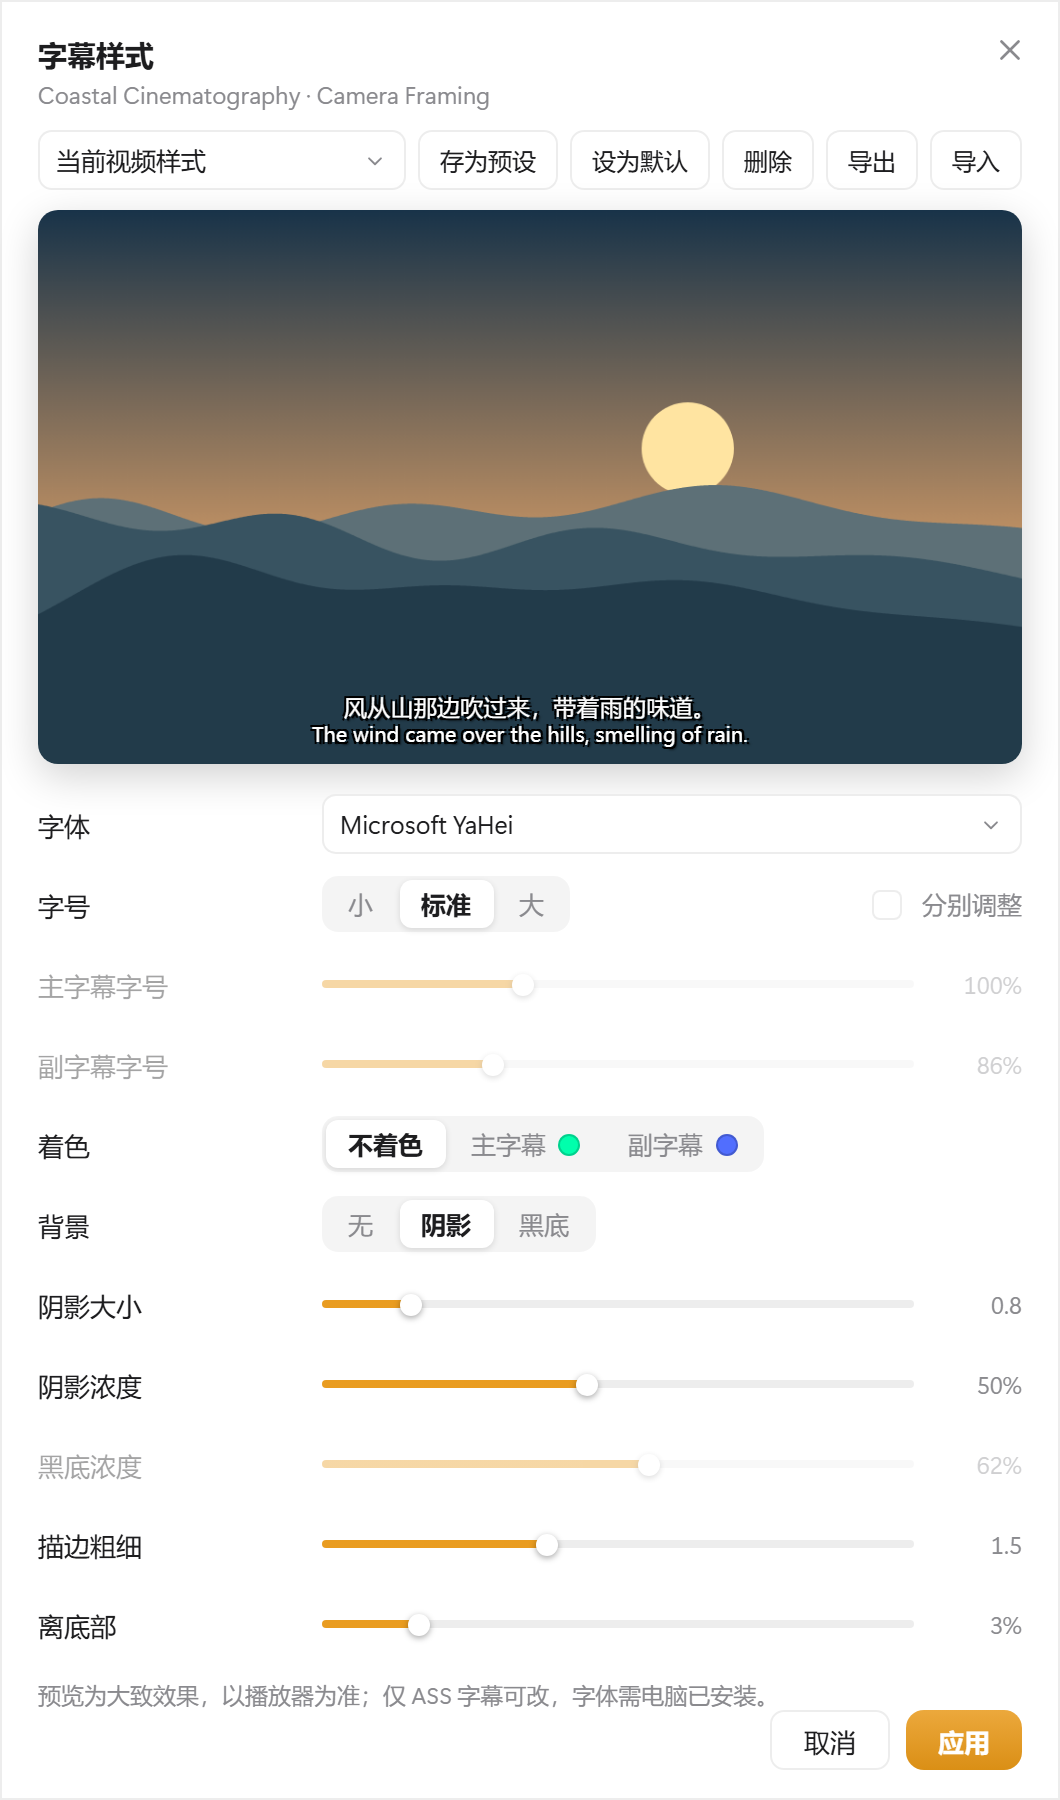 字幕样式
Coastal Cinematography · Camera Framing
当前视频样式 存为预设 设为默认 删除 导出 导入
风从山那边吹过来，带着雨的味道。
The wind came over the hills, smelling of rain.
字体 Microsoft YaHei
字号 小 标准 大 分别调整
主字幕字号 100%
副字幕字号 86%
着色 不着色 主字幕 副字幕
背景 无 阴影 黑底
阴影大小 0.8
阴影浓度 50%
黑底浓度 62%
描边粗细 1.5
离底部 3%
预览为大致效果，以播放器为准；仅 ASS 字幕可改，字体需电脑已安装。
取消 应用